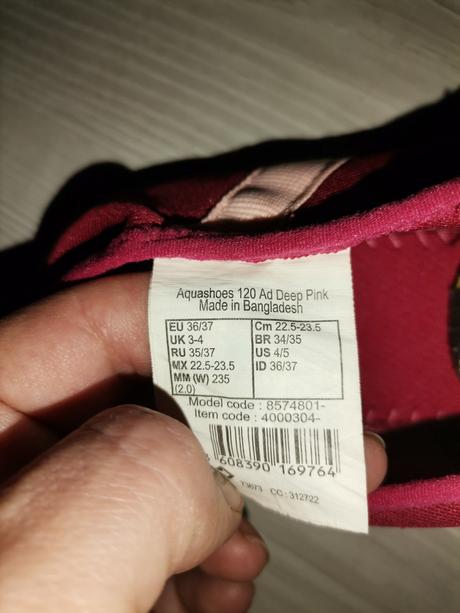 Aquashoes 120 Ad Deep Pink
Made in Bangladesh
EU 36/37 Cm 22.5-23.5
UK 3-4 BR 34/35
RU 35/37 US 4/5
MX 22.5-23.5 ID 36/37
MM (W) 235
(2.0)
Model code : 8574801-
Item code : 4000304-
608390 169764
73673 CC: 312722